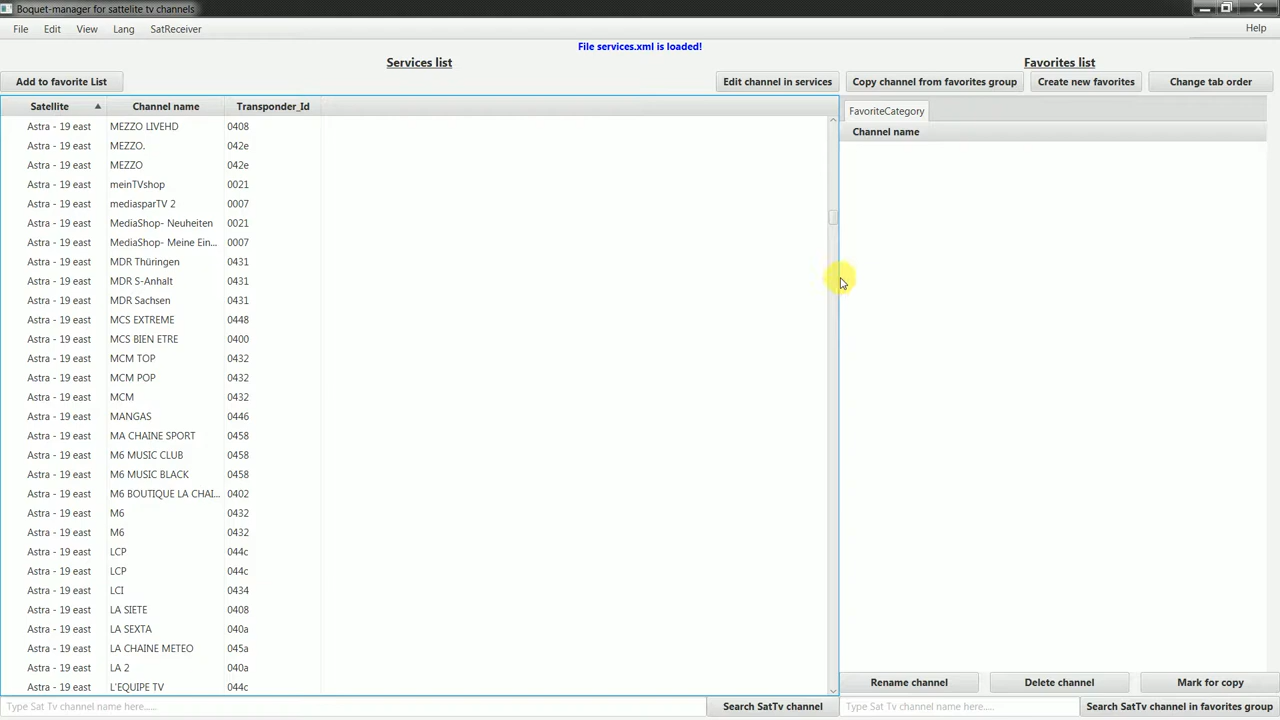 Boquet-manager for sattelite tv channels
File Edit View Lang SatReceiver Help
File services.xml is loaded!
Services list Favorites list
Add to favorite List Edit channel in services Copy channel from favorites group Create new favorites Change tab order
Satellite Channel name Transponder_Id FavoriteCategory
Channel name
Astra - 19 east MEZZO LIVEHD 0408
Astra - 19 east MEZZO. 042e
Astra - 19 east MEZZO 042e
Astra - 19 east meinTVshop 0021
Astra - 19 east mediasparTV 2 0007
Astra - 19 east MediaShop- Neuheiten 0021
Astra - 19 east MediaShop- Meine Ein... 0007
Astra - 19 east MDR Thüringen 0431
Astra - 19 east MDR S-Anhalt 0431
Astra - 19 east MDR Sachsen 0431
Astra - 19 east MCS EXTREME 0448
Astra - 19 east MCS BIEN ETRE 0400
Astra - 19 east MCM TOP 0432
Astra - 19 east MCM POP 0432
Astra - 19 east MCM 0432
Astra - 19 east MANGAS 0446
Astra - 19 east MA CHAINE SPORT 0458
Astra - 19 east M6 MUSIC CLUB 0458
Astra - 19 east M6 MUSIC BLACK 0458
Astra - 19 east M6 BOUTIQUE LA CHAI... 0402
Astra - 19 east M6 0432
Astra - 19 east M6 0432
Astra - 19 east LCP 044c
Astra - 19 east LCP 044c
Astra - 19 east LCI 0434
Astra - 19 east LA SIETE 0408
Astra - 19 east LA SEXTA 040a
Astra - 19 east LA CHAINE METEO 045a
Astra - 19 east LA 2 040a
Astra - 19 east L'EQUIPE TV 044c
Rename channel Delete channel Mark for copy
Type Sat Tv channel name here..... Search SatTv channel Type Sat Tv channel name here..... Search SatTv channel in favorites group